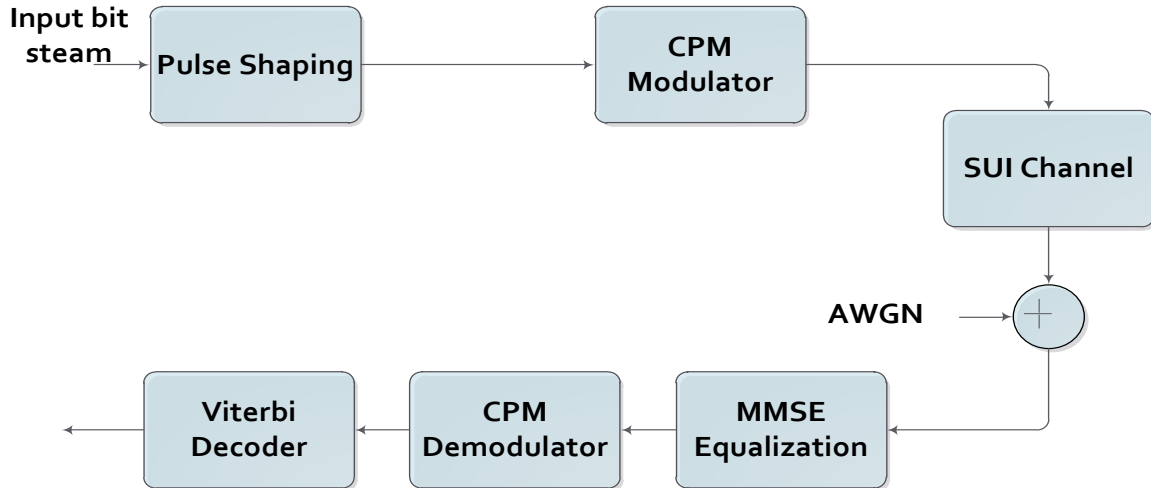 Input bit
steam
Pulse Shaping
CPM
Modulator
SUI Channel
AWGN
+
Viterbi
Decoder
CPM
Demodulator
MMSE
Equalization